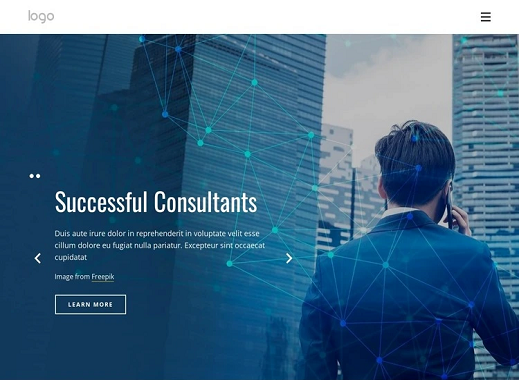 logo
Successful Consultants
Duis aute irure dolor in reprehenderit in voluptate velit esse
cillum dolore eu fugiat nulla pariatur. Excepteur sint occaecat
cupidatat
Image from Freepik
LEARN MORE